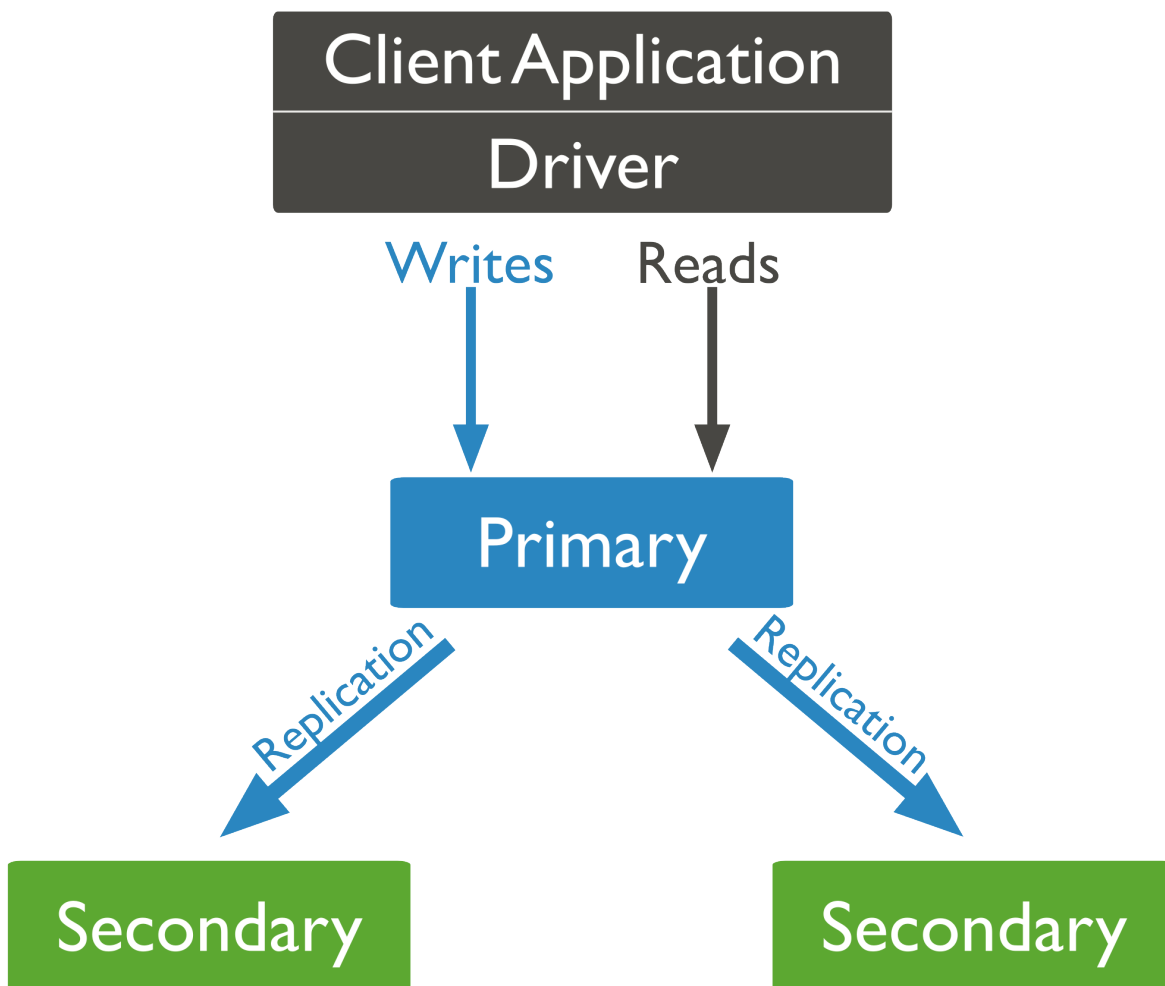 Client Application
Driver
Writes
Reads
Primary
Replication
Replication
Secondary
Secondary